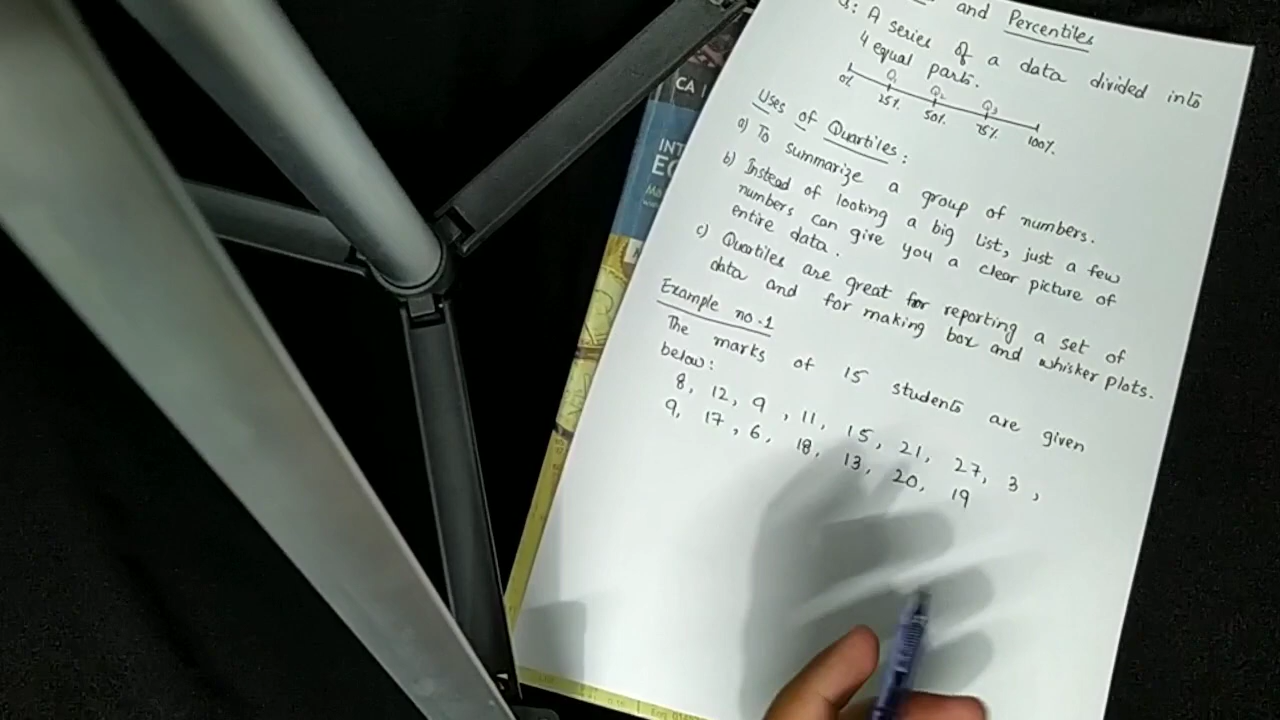 and Percentiles
: A series of a data divided into
4 equal parts.
Q1 Q2 Q3
0% 25% 50% 75% 100%
Uses of Quartiles:
a) To summarize a group of numbers.
b) Instead of looking a big list, just a few
numbers can give you a clear picture of
entire data.
c) Quartiles are great for reporting a set of
data and for making box and whisker plots.
Example no.1
The marks of 15 students are given
below:
8, 12, 9, 11, 15, 21, 27, 3,
9, 17, 6, 18, 13, 20, 19
CA
INT